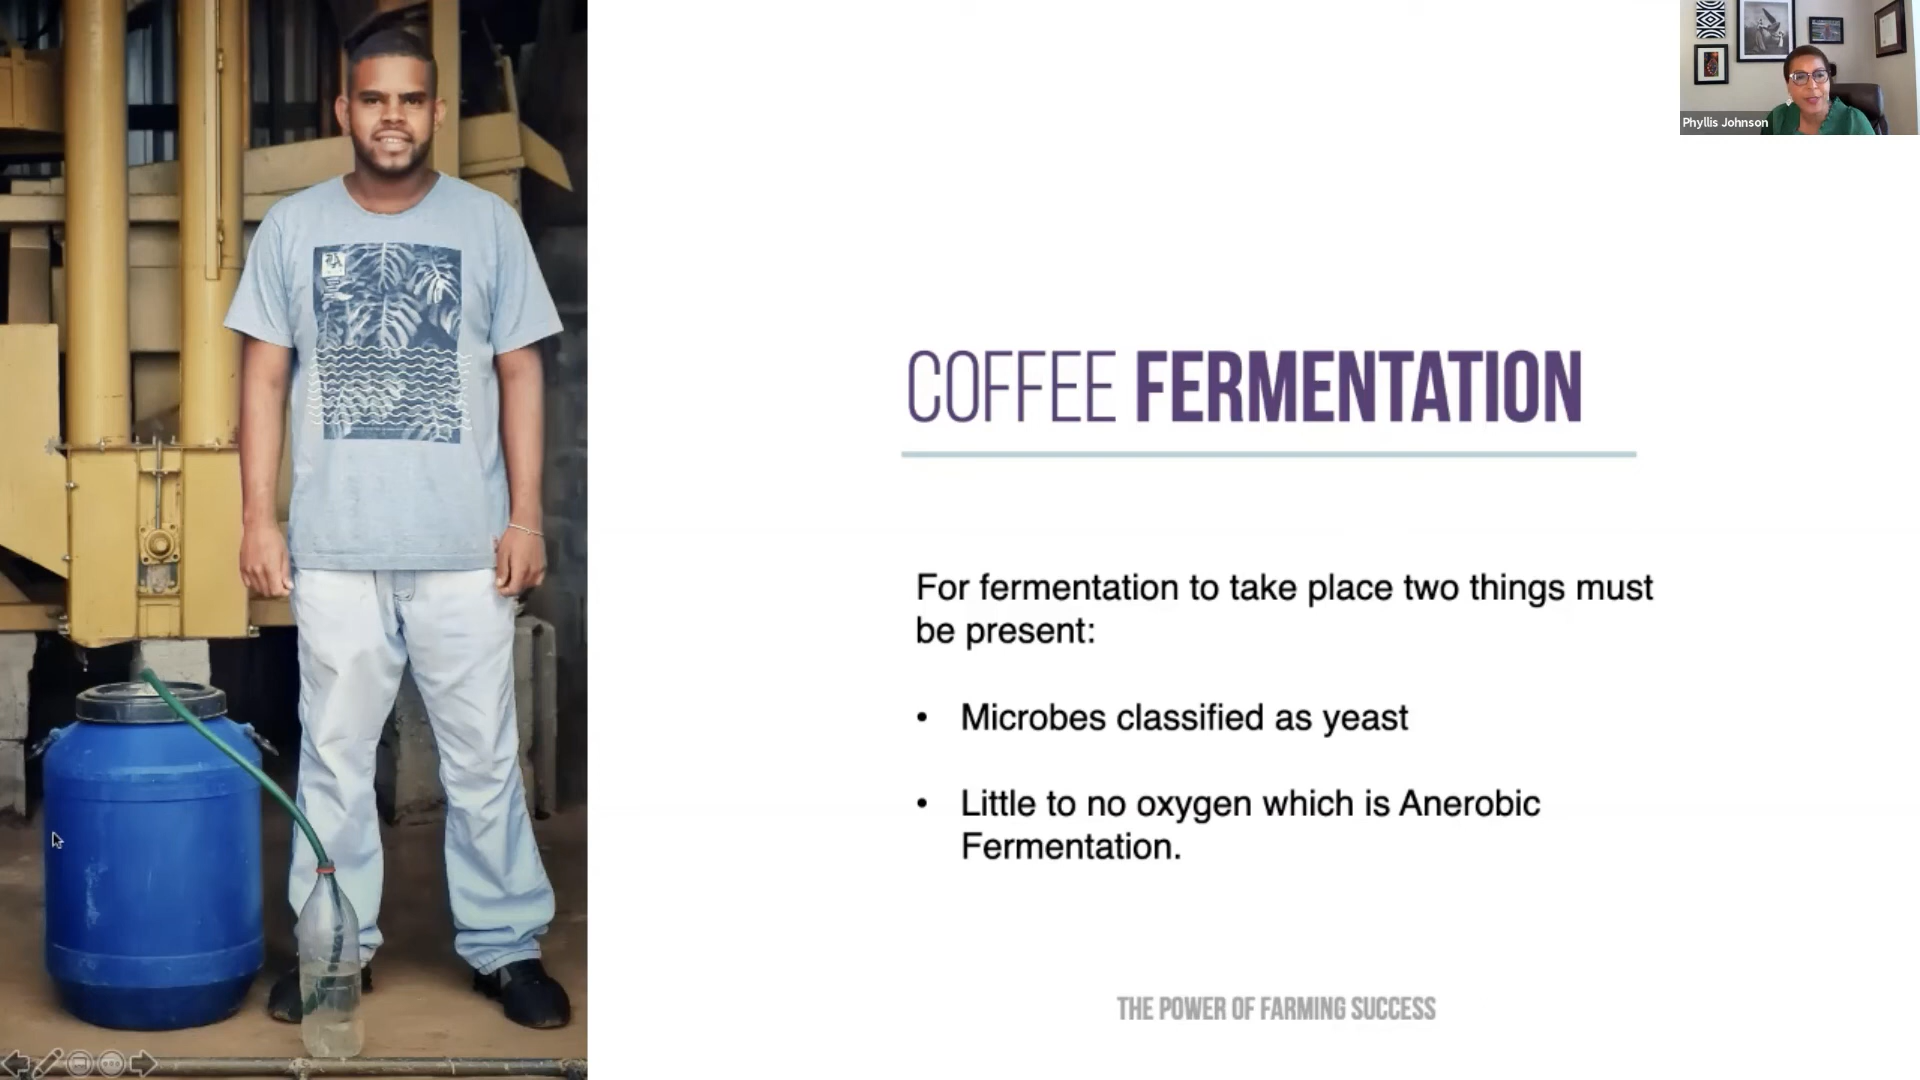 Phyllis Johnson
COFFEE FERMENTATION
For fermentation to take place two things must
be present:
• Microbes classified as yeast
• Little to no oxygen which is Anerobic
Fermentation.
THE POWER OF FARMING SUCCESS